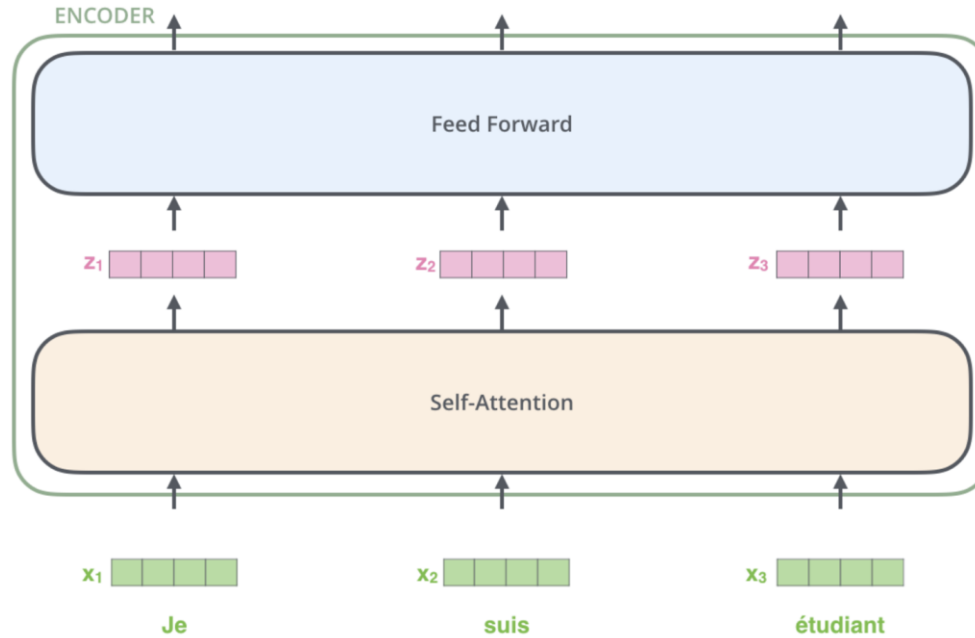 ENCODER
Feed Forward
z₁ z₂ z₃
Self-Attention
x₁ x₂ x₃
Je suis étudiant